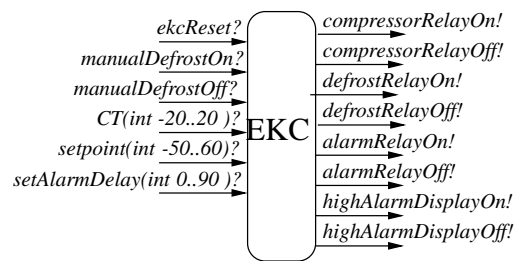 ekcReset?
manualDefrostOn?
manualDefrostOff?
CT(int -20..20 )?
setpoint(int -50..60)?
setAlarmDelay(int 0..90 )?
EKC
compressorRelayOn!
compressorRelayOff!
defrostRelayOn!
defrostRelayOff!
alarmRelayOn!
alarmRelayOff!
highAlarmDisplayOn!
highAlarmDisplayOff!